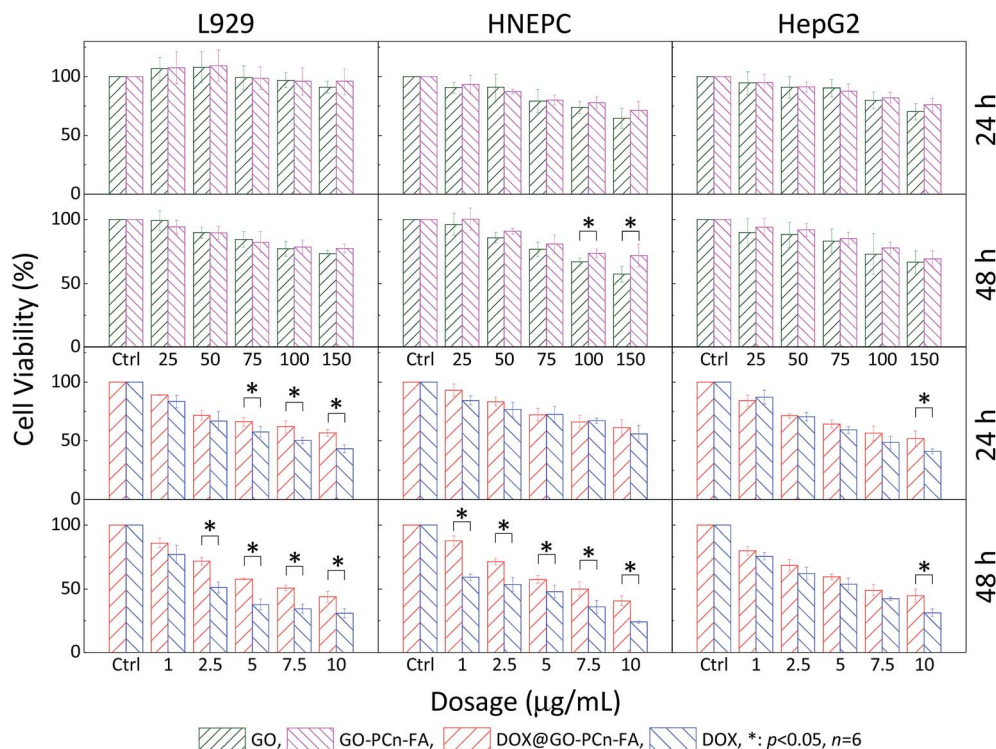 L929 HNEPC HepG2
Cell Viability (%)
100
50
0
24 h
* *
100
50
0
48 h
Ctrl 25 50 75 100 150 Ctrl 25 50 75 100 150 Ctrl 25 50 75 100 150
* * * *
100
50
0
24 h
* * * * * * * * * *
100
50
0
48 h
Ctrl 1 2.5 5 7.5 10 Ctrl 1 2.5 5 7.5 10 Ctrl 1 2.5 5 7.5 10
Dosage (μg/mL)
GO, GO-PCn-FA, DOX@GO-PCn-FA, DOX, *: p<0.05, n=6